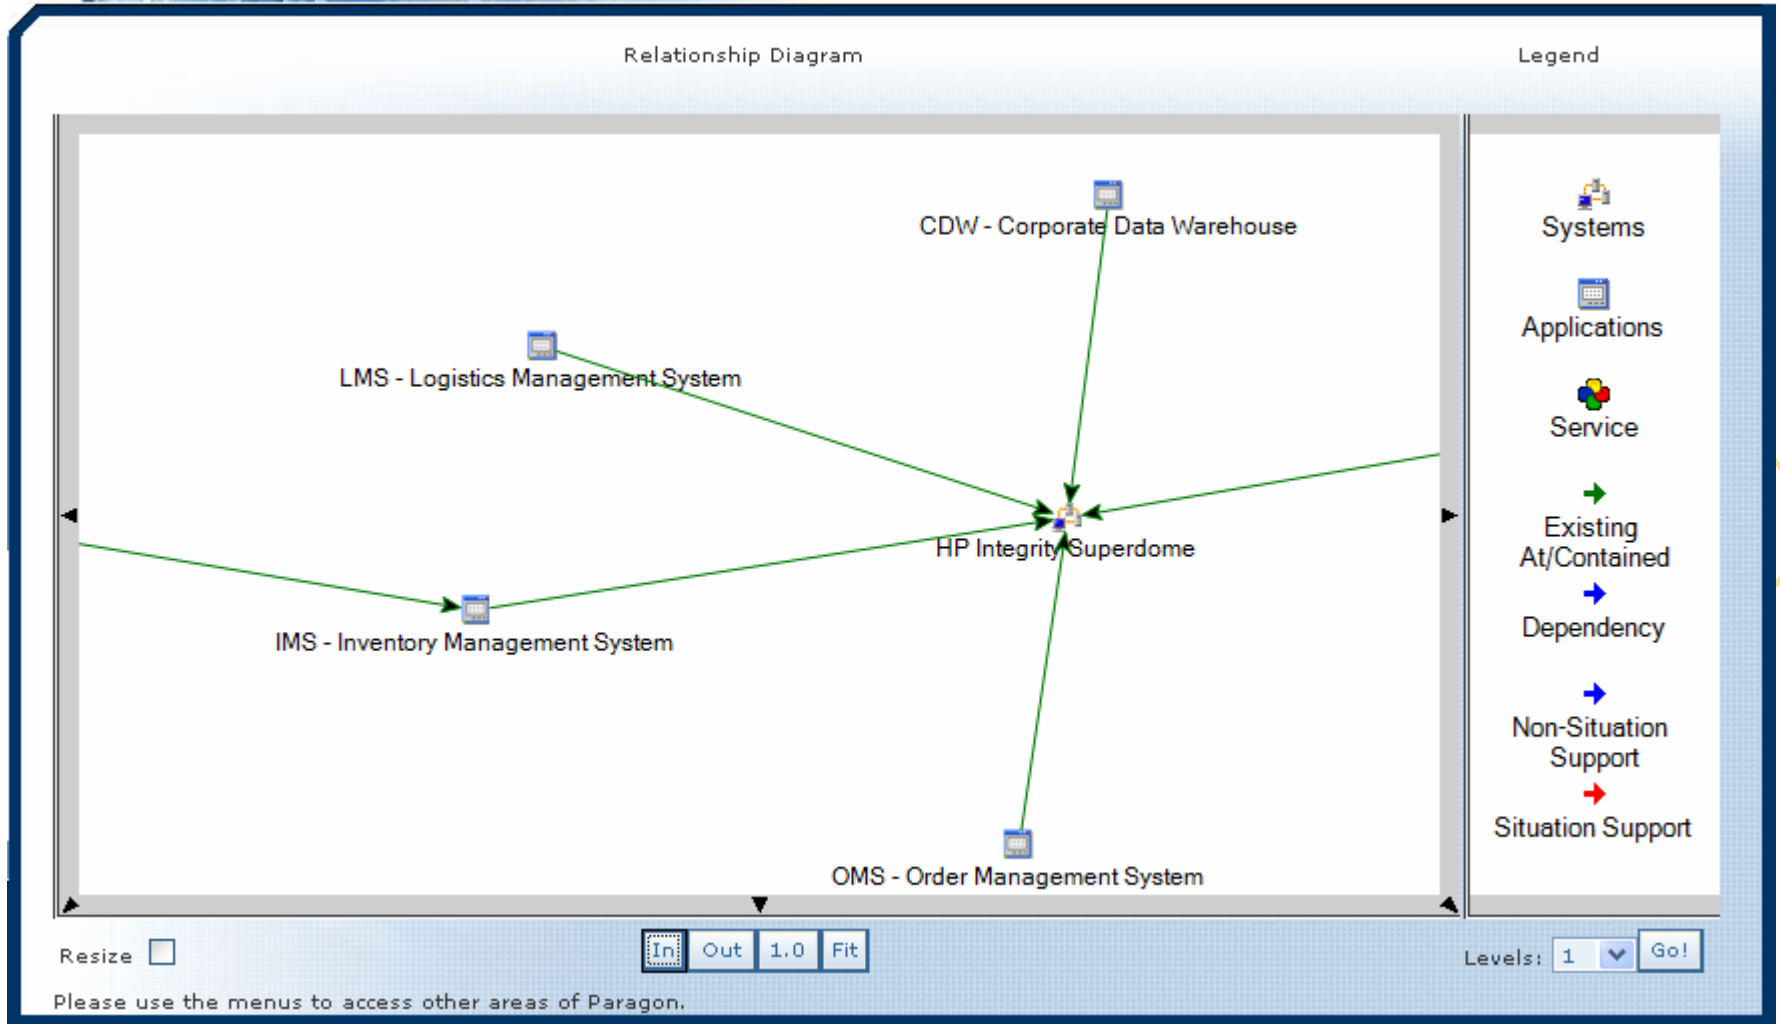 Relationship Diagram
Legend
CDW - Corporate Data Warehouse
LMS - Logistics Management System
HP Integrity Superdome
IMS - Inventory Management System
OMS - Order Management System
Systems
Applications
Service
Existing
At/Contained
Dependency
Non-Situation
Support
Situation Support
Resize
In
Out
1.0
Fit
Levels:
1
Go!
Please use the menus to access other areas of Paragon.